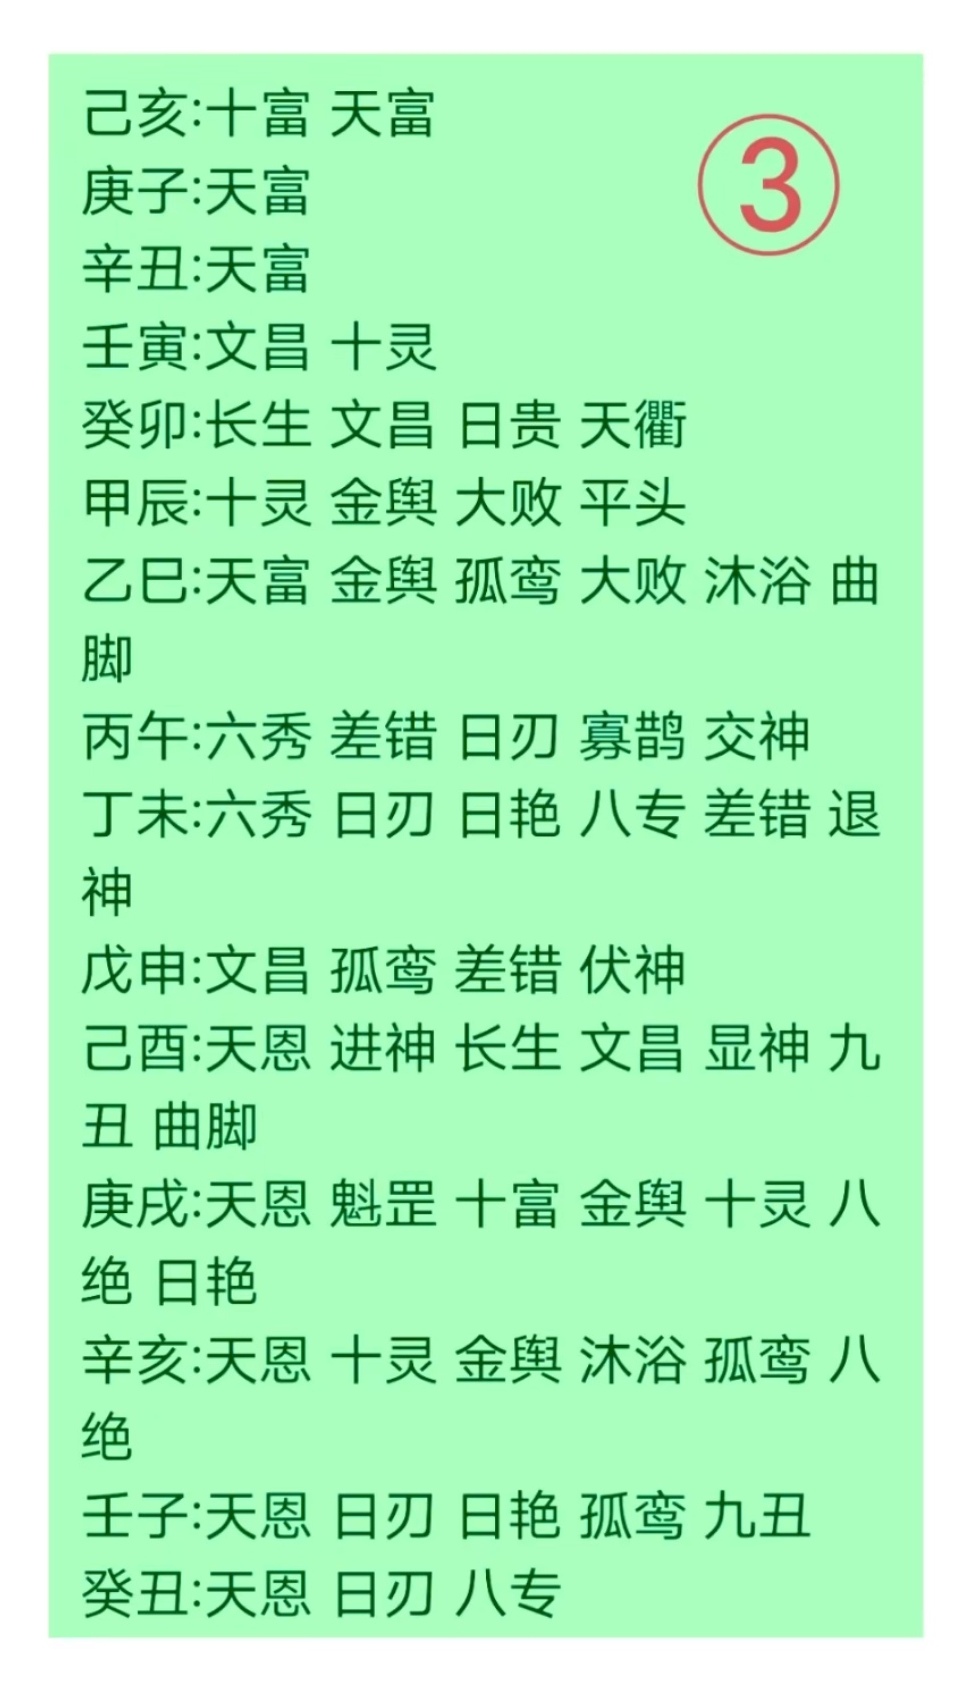 己亥:十富 天富
③
庚子:天富
辛丑:天富
壬寅:文昌 十灵
癸卯:长生 文昌 日贵 天衢
甲辰:十灵 金舆 大败 平头
乙巳:天富 金舆 孤鸾 大败 沐浴 曲
脚
丙午:六秀 差错 日刃 寡鹊 交神
丁未:六秀 日刃 日艳 八专 差错 退
神
戊申:文昌 孤鸾 差错 伏神
己酉:天恩 进神 长生 文昌 显神 九
丑 曲脚
庚戌:天恩 魁罡 十富 金舆 十灵 八
绝 日艳
辛亥:天恩 十灵 金舆 沐浴 孤鸾 八
绝
壬子:天恩 日刃 日艳 孤鸾 九丑
癸丑:天恩 日刃 八专